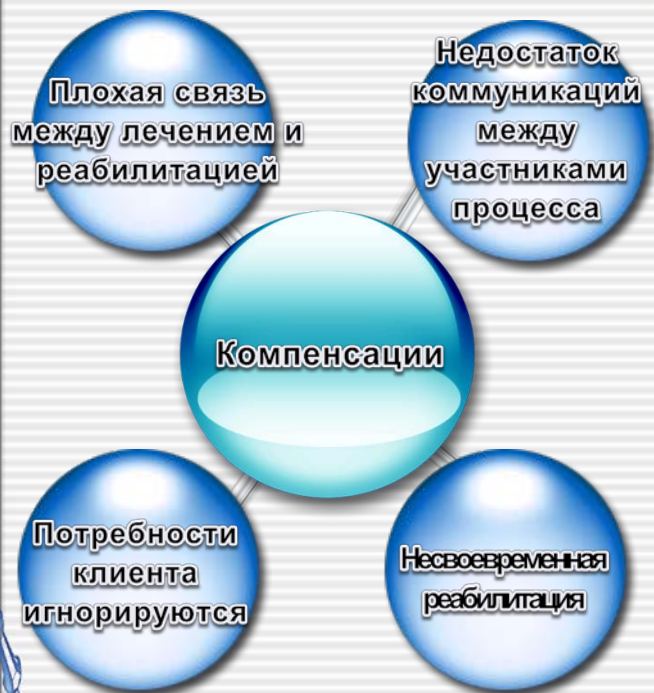 Плохая связь
между лечением и
реабилитацией
Недостаток
коммуникаций
между
участниками
процесса
Компенсации
Потребности
клиента
игнорируются
Несвоевременная
реабилитация